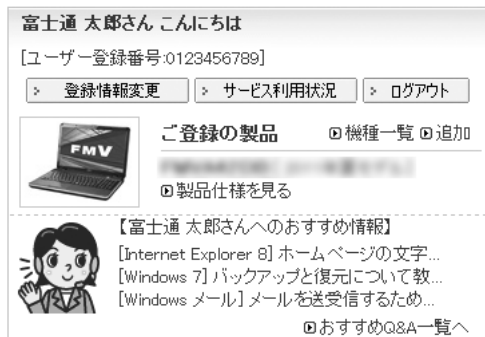 富士通 太郎さん こんにちは
[ユーザー登録番号:0123456789]
登録情報変更 サービス利用状況 ログアウト
ご登録の製品 機種一覧 追加
FMV
製品仕様を見る
【富士通 太郎さんへのおすすめ情報】
[Internet Explorer 8] ホームページの文字...
[Windows 7] バックアップと復元について教...
[Windows メール] メールを送受信するため...
おすすめQ&A一覧へ